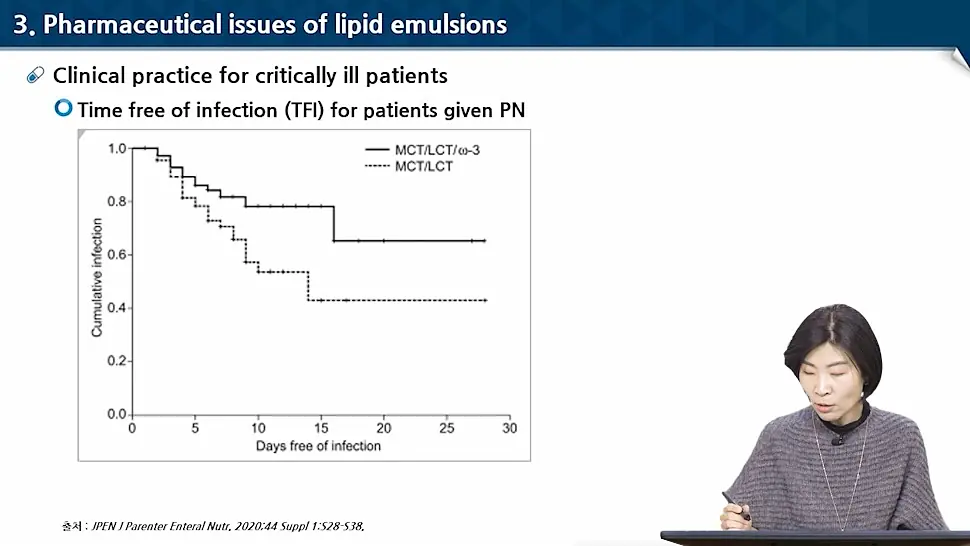 3. Pharmaceutical issues of lipid emulsions
Clinical practice for critically ill patients
Time free of infection (TFI) for patients given PN
MCT/LCT/ω-3
MCT/LCT
Cumulative infection
1.0
0.8
0.6
0.4
0.2
0.0
0 5 10 15 20 25 30
Days free of infection
출처 : JPEN J Parenter Enteral Nutr. 2020;44 Suppl 1:S28-S38.